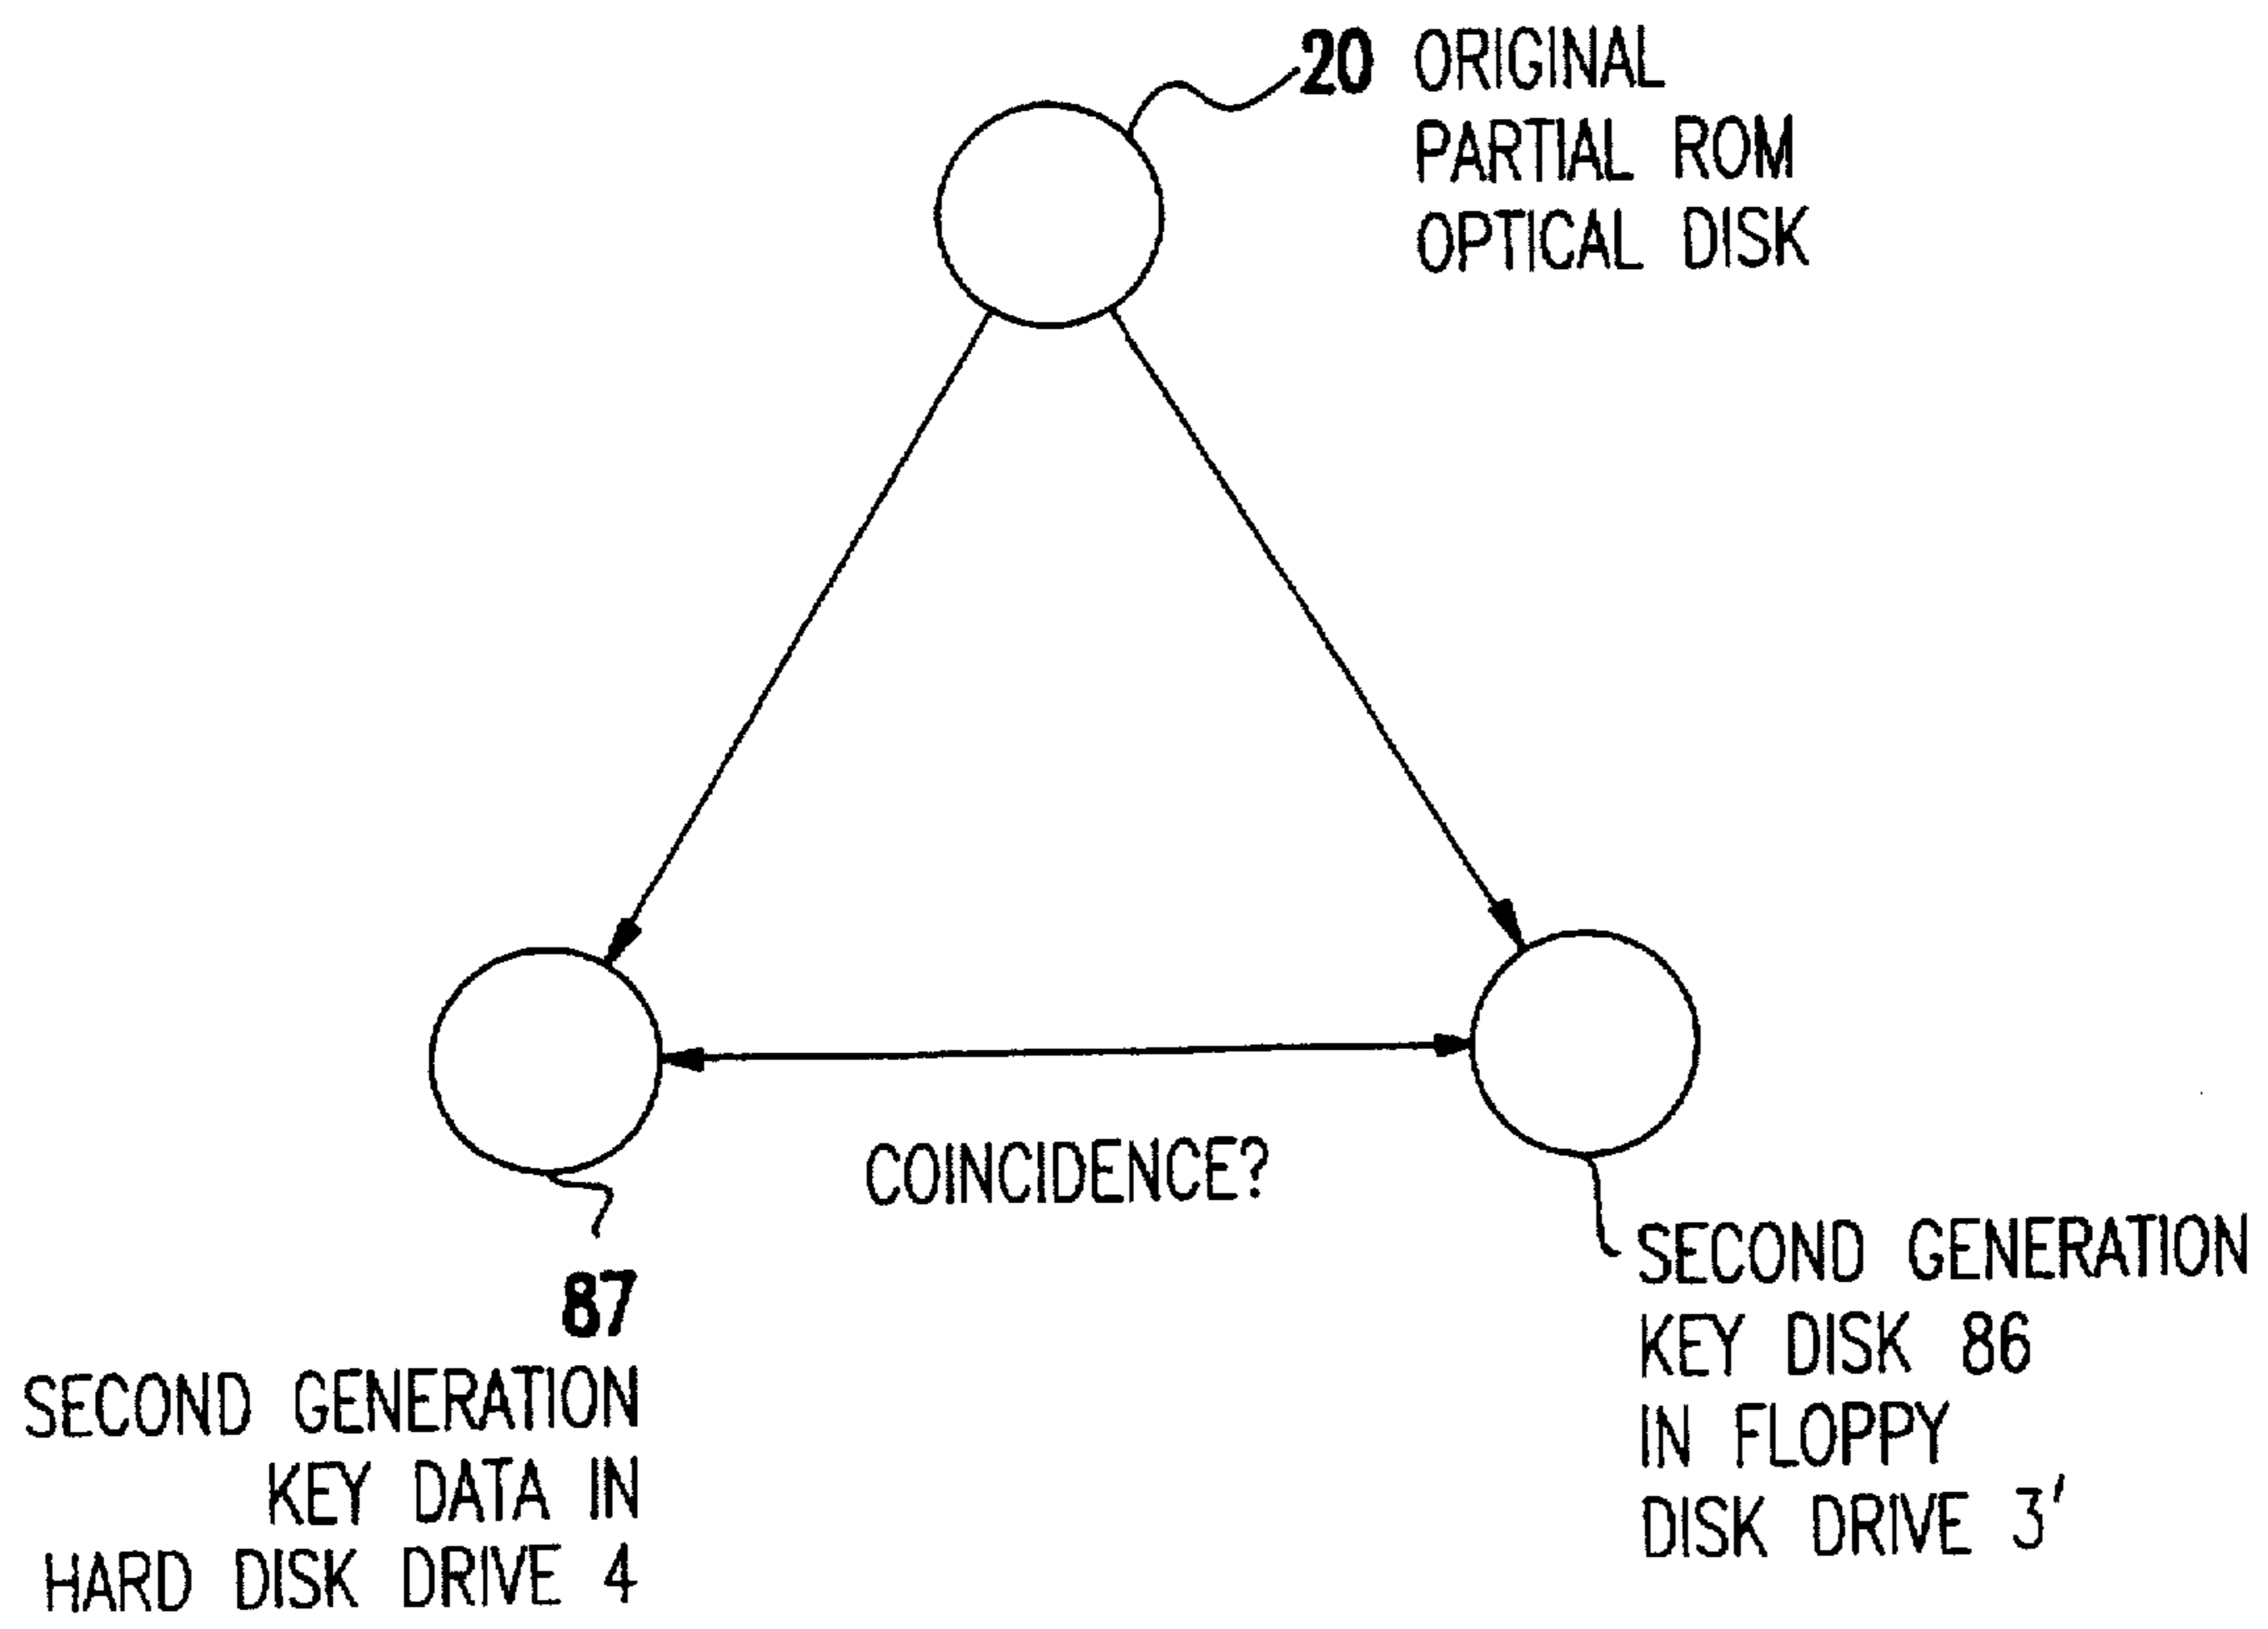 20 ORIGINAL
PARTIAL ROM
OPTICAL DISK
COINCIDENCE?
87
SECOND GENERATION
KEY DATA IN
HARD DISK DRIVE 4
SECOND GENERATION
KEY DISK 86
IN FLOPPY
DISK DRIVE 3'